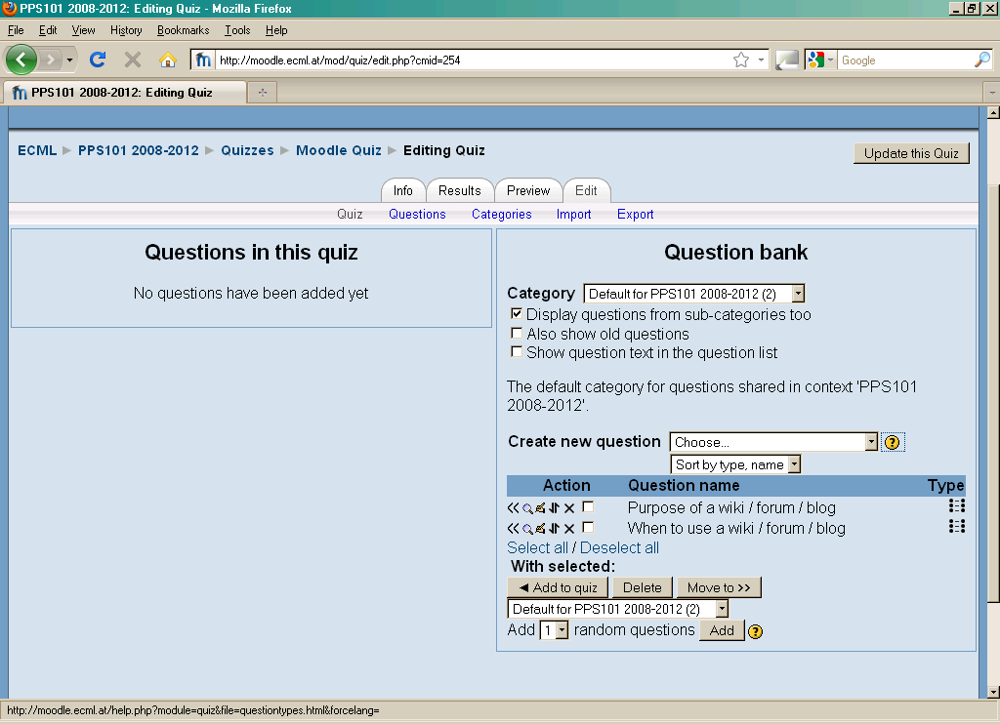 PPS101 2008-2012: Editing Quiz - Mozilla Firefox
File Edit View History Bookmarks Tools Help
http://moodle.ecml.at/mod/quiz/edit.php?cmid=254
Google
PPS101 2008-2012: Editing Quiz
ECML ► PPS101 2008-2012 ► Quizzes ► Moodle Quiz ► Editing Quiz
Update this Quiz
Info Results Preview Edit
Quiz Questions Categories Import Export
Questions in this quiz
No questions have been added yet
Question bank
Category Default for PPS101 2008-2012 (2)
Display questions from sub-categories too
Also show old questions
Show question text in the question list
The default category for questions shared in context 'PPS101
2008-2012'.
Create new question Choose... ?
Sort by type, name
Action Question name Type
Purpose of a wiki / forum / blog
When to use a wiki / forum / blog
Select all / Deselect all
With selected:
◄ Add to quiz Delete Move to >>
Default for PPS101 2008-2012 (2)
Add 1 random questions Add ?
http://moodle.ecml.at/help.php?module=quiz&file=questiontypes.html&forcelang=